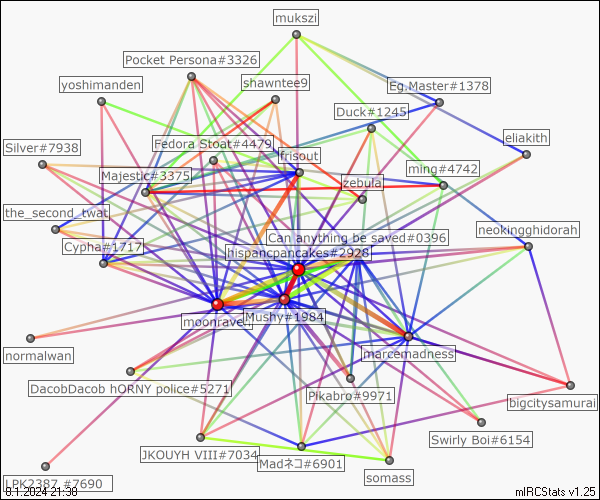 mukszi
Pocket Persona#3326
shawntee9
yoshimanden
Eg.Master#1378
Duck#1245
eliakith
Silver#7938
Fedora Stoat#4479
frisout
ming#4742
Majestic#3375
zebula
the_second_twat
neokingghidorah
Can anything be saved#0396
Cypha#1717
hispancpancakes#2928
moonraven
Mushy#1984
normalwan
marcemadness
DacobDacob hORNY police#5271
Pikabro#9971
bigcitysamurai
Swirly Boi#6154
JKOUYH VIII#7034
Madネコ#6901
somass
LPK2387 #7690
8.1.2024 21:38
mIRCStats v1.25